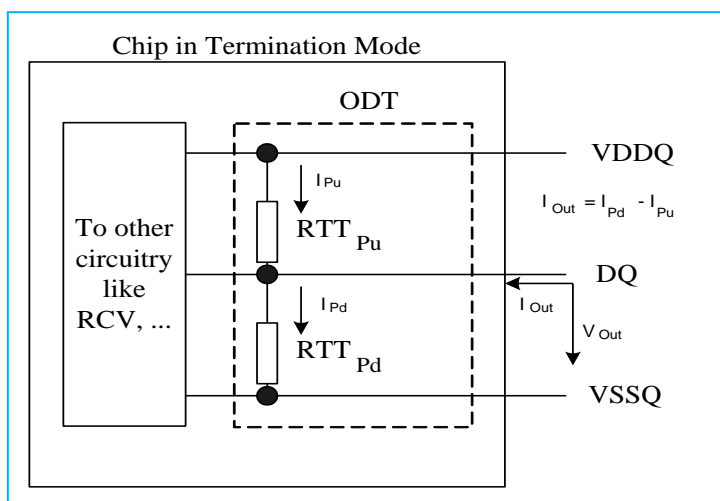 Chip in Termination Mode
ODT
VDDQ
I Pu
I Out = I Pd - I Pu
RTT Pu
To other
circuitry
like
RCV, ...
DQ
I Pd
I Out
V Out
RTT Pd
VSSQ